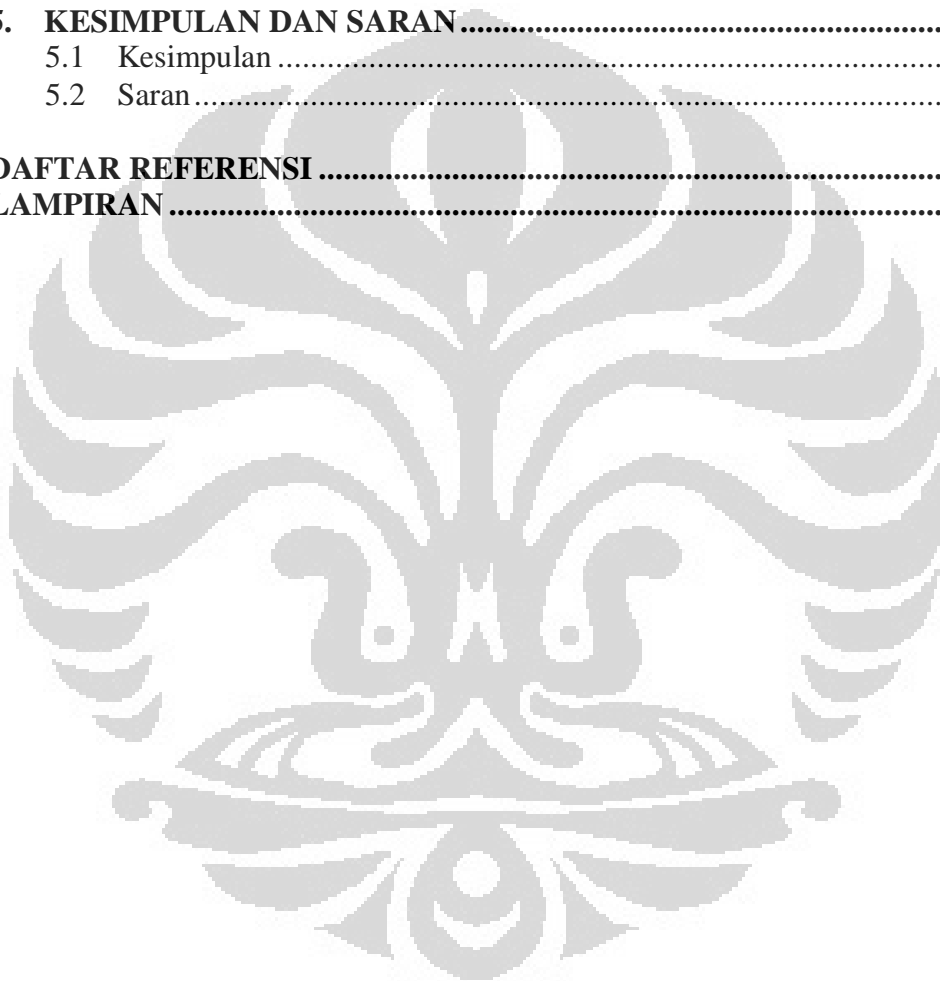 5. KESIMPULAN DAN SARAN ........................................................................
5.1 Kesimpulan ........................................................................
5.2 Saran ........................................................................
DAFTAR REFERENSI ........................................................................
LAMPIRAN ........................................................................